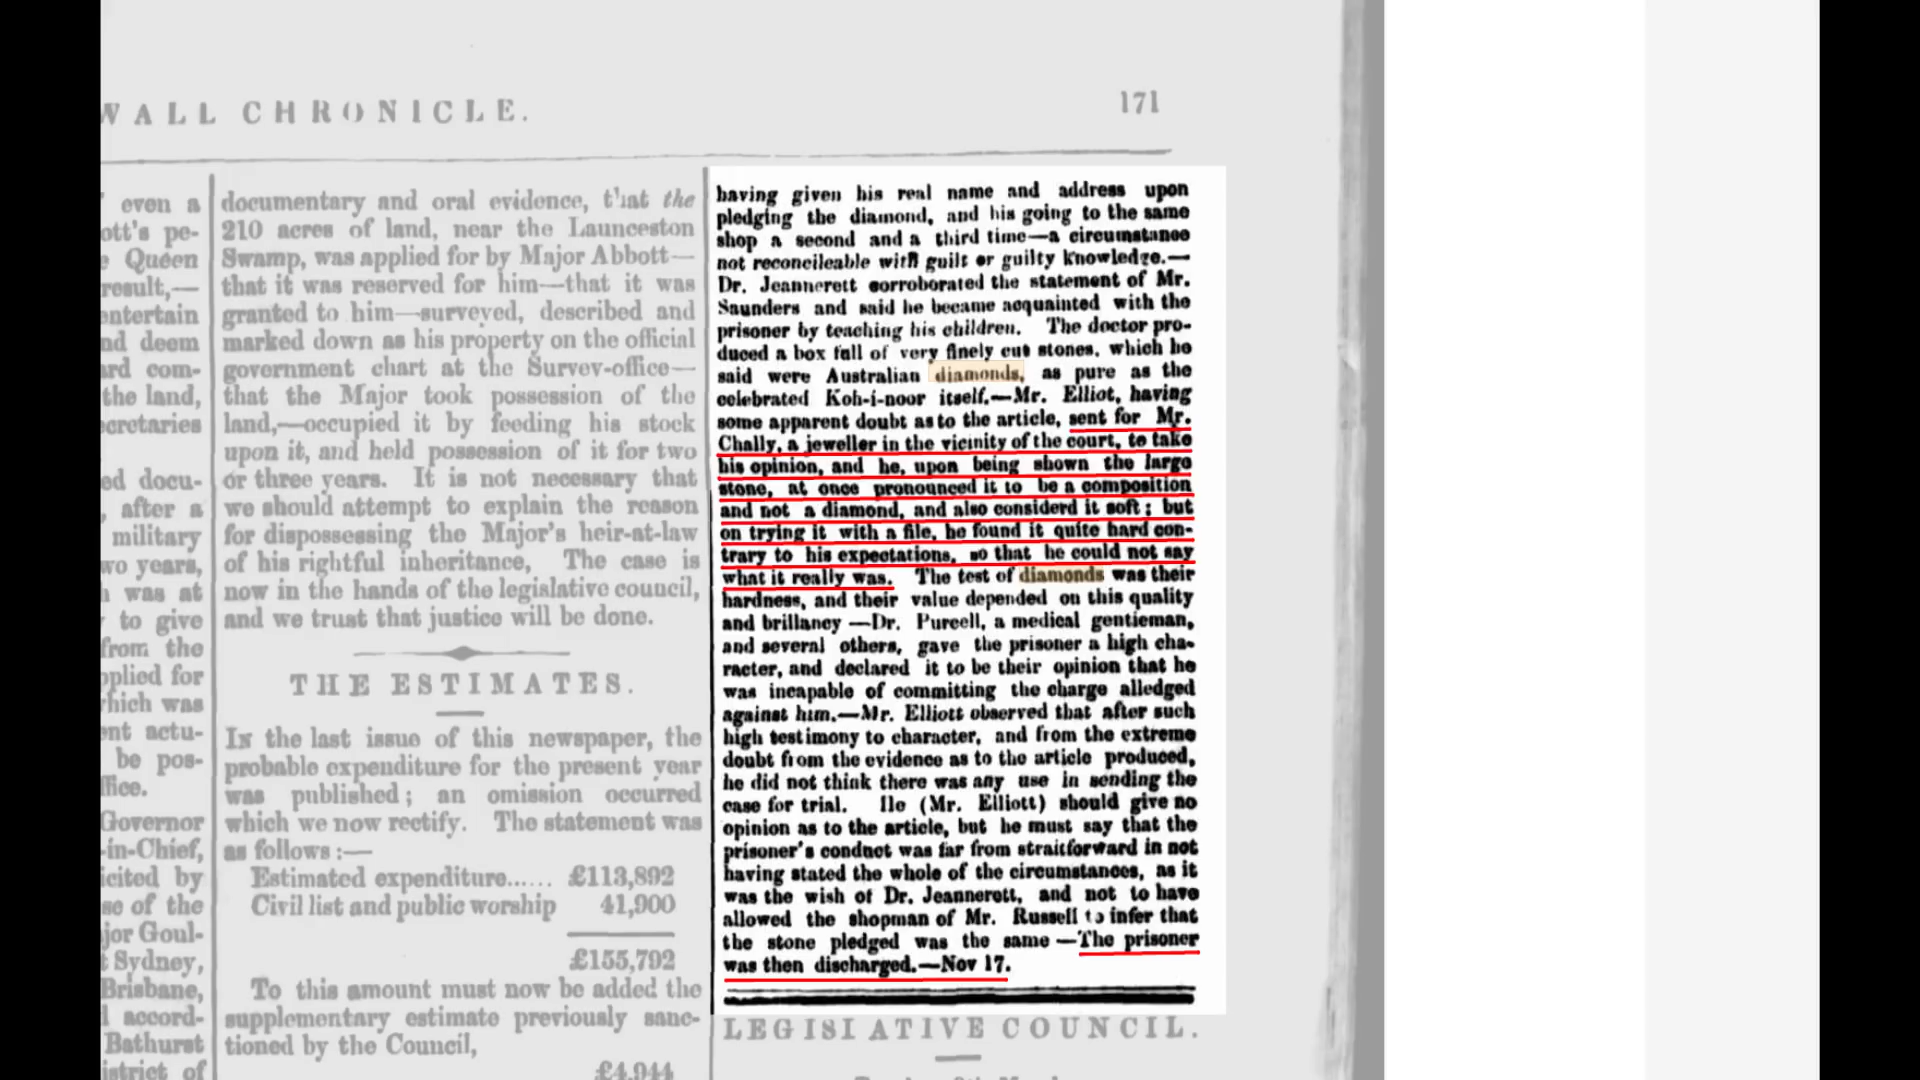 WALL CHRONICLE.
171
even a
ott's pe-
Queen
result,—
entertain
nd deem
ard com-
the land,
ecretaries
ed docu-
, after a
military
wo years,
h was at
to give
from the
pplied for
which was
ent actu-
be pos-
ffice.
Governor
-in-Chief,
icited by
se of the
jor Goul-
t Sydney,
Brisbane,
l accord-
Bathurst
istrict of
documentary and oral evidence, that the
210 acres of land, near the Launceston
Swamp, was applied for by Major Abbott—
that it was reserved for him—that it was
granted to him—surveyed, described and
marked down as his property on the official
government chart at the Survey-office—
that the Major took possession of the
land,—occupied it by feeding his stock
upon it, and held possession of it for two
or three years. It is not necessary that
we should attempt to explain the reason
for dispossessing the Major's heir-at-law
of his rightful inheritance, The case is
now in the hands of the legislative council,
and we trust that justice will be done.
THE ESTIMATES.
In the last issue of this newspaper, the
probable expenditure for the present year
was published; an omission occurred
which we now rectify. The statement was
as follows:—
Estimated expenditure...... £113,892
Civil list and public worship 41,900
£155,792
To this amount must now be added the
supplementary estimate previously sanc-
tioned by the Council,
£4,944
having given his real name and address upon
pledging the diamond, and his going to the same
shop a second and a third time—a circumstance
not reconcileable with guilt or guilty knowledge.—
Dr. Jeannerett corroborated the statement of Mr.
Saunders and said he became acquainted with the
prisoner by teaching his children. The doctor pro-
duced a box full of very finely cut stones, which he
said were Australian diamonds, as pure as the
celebrated Koh-i-noor itself.—Mr. Elliot, having
some apparent doubt as to the article, sent for Mr.
Chally, a jeweller in the vicinity of the court, to take
his opinion, and he, upon being shown the large
stone, at once pronounced it to be a composition
and not a diamond, and also considerd it soft; but
on trying it with a file, he found it quite hard con-
trary to his expectations, so that he could not say
what it really was. The test of diamonds was their
hardness, and their value depended on this quality
and brillancy —Dr. Purcell, a medical gentieman,
and several others, gave the prisoner a high cha-
racter, and declared it to be their opinion that he
was incapable of committing the charge alledged
against him.—Mr. Elliott observed that after such
high testimony to character, and from the extreme
doubt from the evidence as to the article produced,
he did not think there was any use in sending the
case for trial. He (Mr. Elliott) should give no
opinion as to the article, but he must say that the
prisoner's conduct was far from straitforward in not
having stated the whole of the circumstances, as it
was the wish of Dr. Jeannerett, and not to have
allowed the shopman of Mr. Russell to infer that
the stone pledged was the same —The prisoner
was then discharged.—Nov 17.
LEGISLATIVE COUNCIL.